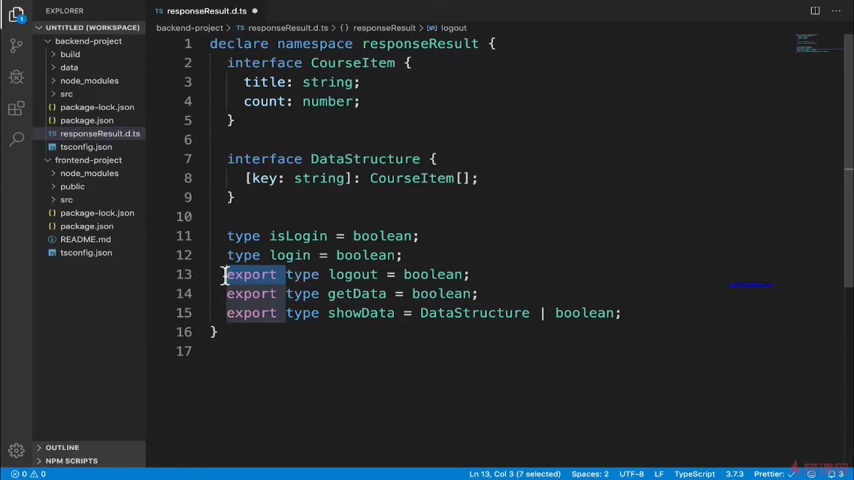 EXPLORER
UNTITLED (WORKSPACE)
backend-project
build
data
node_modules
src
package-lock.json
package.json
TS responseResult.d.ts
tsconfig.json
frontend-project
node_modules
public
src
package-lock.json
package.json
README.md
tsconfig.json
OUTLINE
NPM SCRIPTS
TS responseResult.d.ts
backend-project > TS responseResult.d.ts > {} responseResult > logout
1 declare namespace responseResult {
2 interface CourseItem {
3 title: string;
4 count: number;
5 }
6
7 interface DataStructure {
8 [key: string]: CourseItem[];
9 }
10
11 type isLogin = boolean;
12 type login = boolean;
13 export type logout = boolean;
14 export type getData = boolean;
15 export type showData = DataStructure | boolean;
16 }
17
0 0 Ln 13, Col 3 (7 selected) Spaces: 2 UTF-8 LF TypeScript 3.7.3 Prettier: ✓ 3